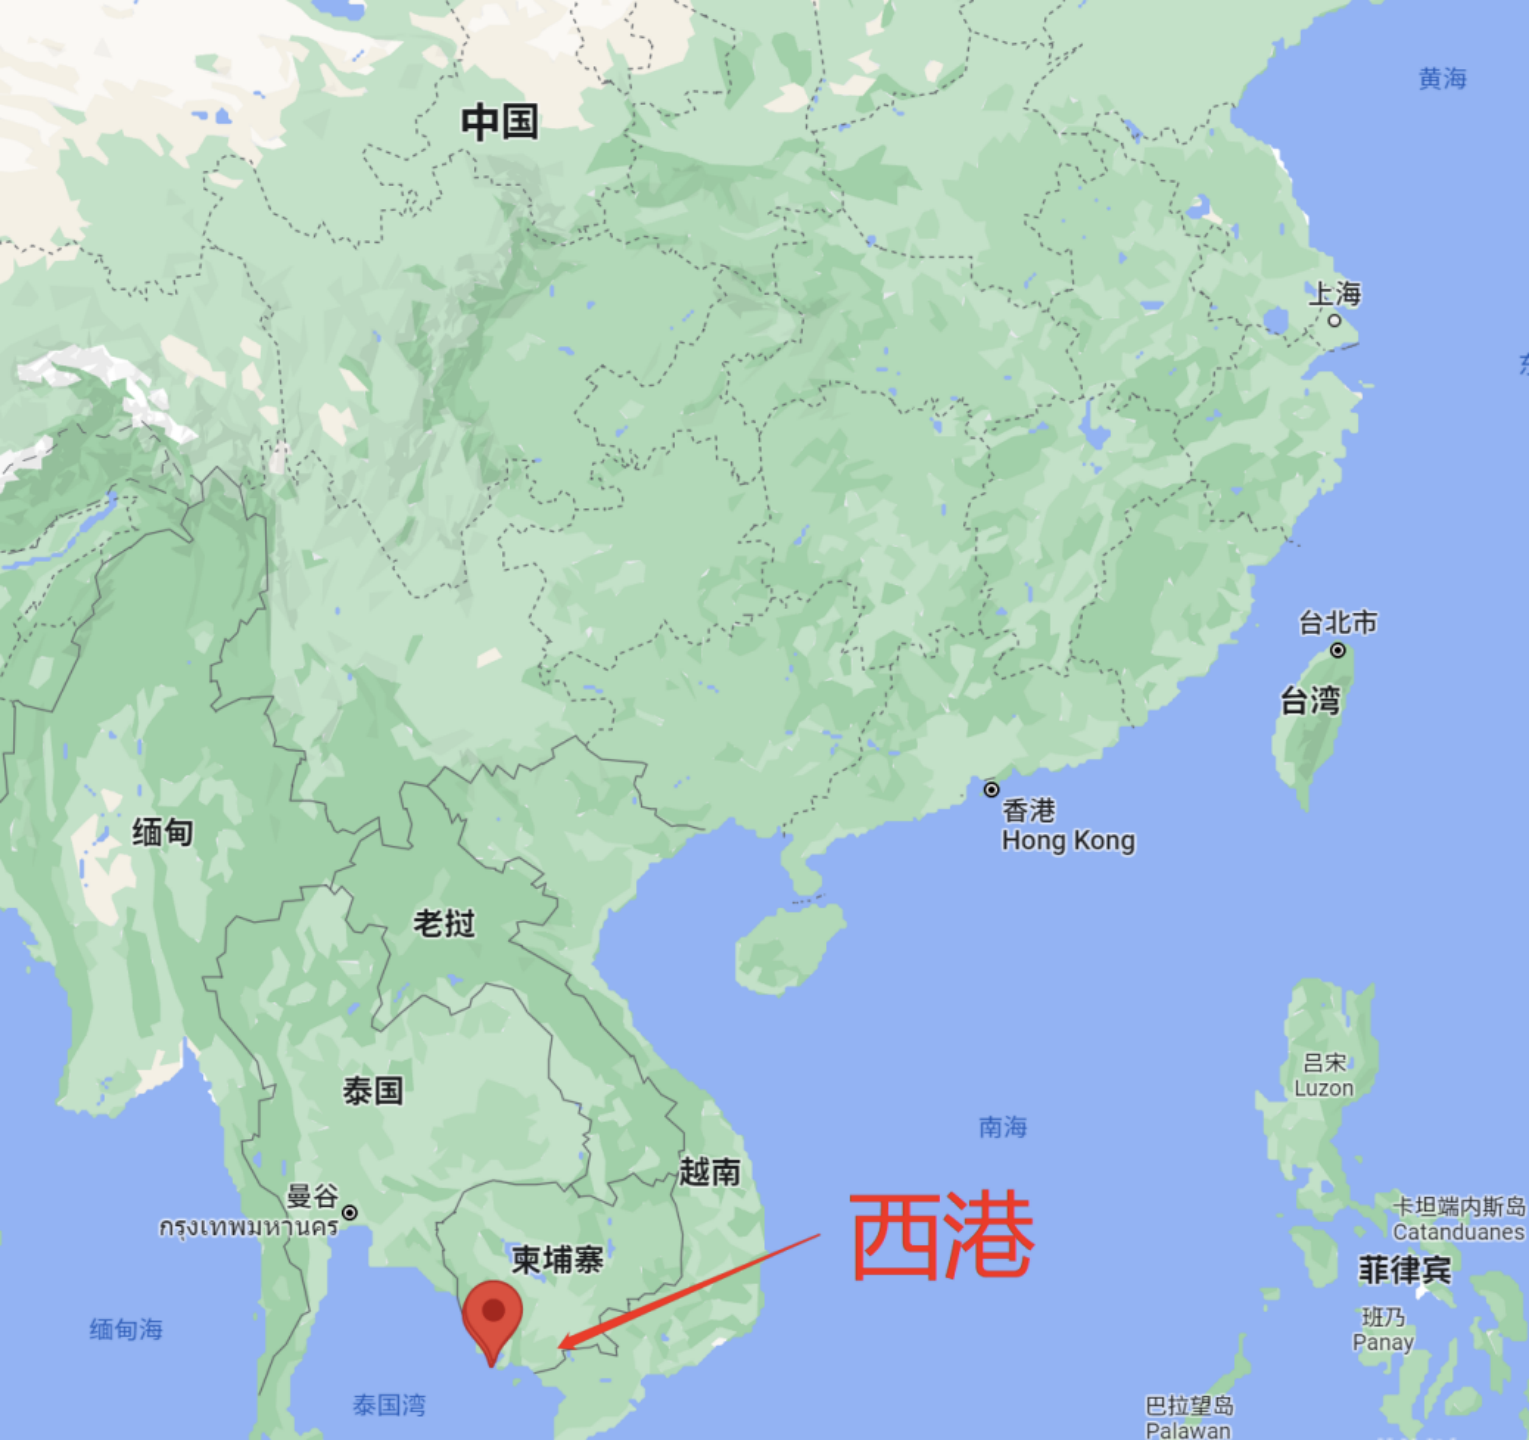 黄海
中国
上海
台北市
台湾
香港
Hong Kong
缅甸
老挝
吕宋
Luzon
泰国
南海
越南
曼谷
กรุงเทพมหานคร
西港
卡坦端内斯岛
Catanduanes
柬埔寨
菲律宾
缅甸海
班乃
Panay
泰国湾
巴拉望岛
Palawan